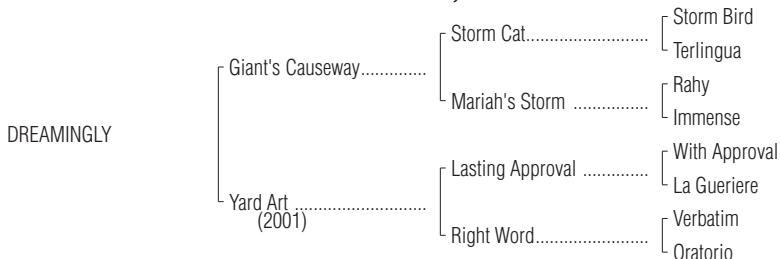 Storm Bird
Storm Cat........................
Terlingua
Giant's Causeway..............
Rahy
Mariah's Storm ................
Immense
DREAMINGLY
With Approval
Lasting Approval ..............
La Gueriere
Yard Art ............................
(2001)
Verbatim
Right Word........................
Oratorio